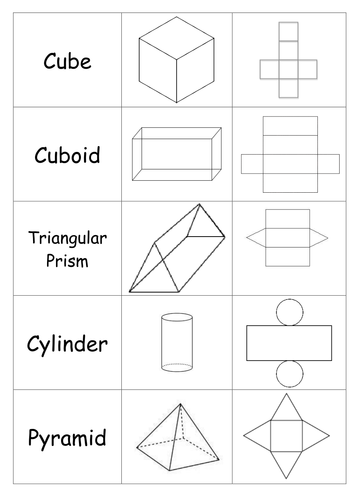 Cube
Cuboid
Triangular
Prism
Cylinder
Pyramid